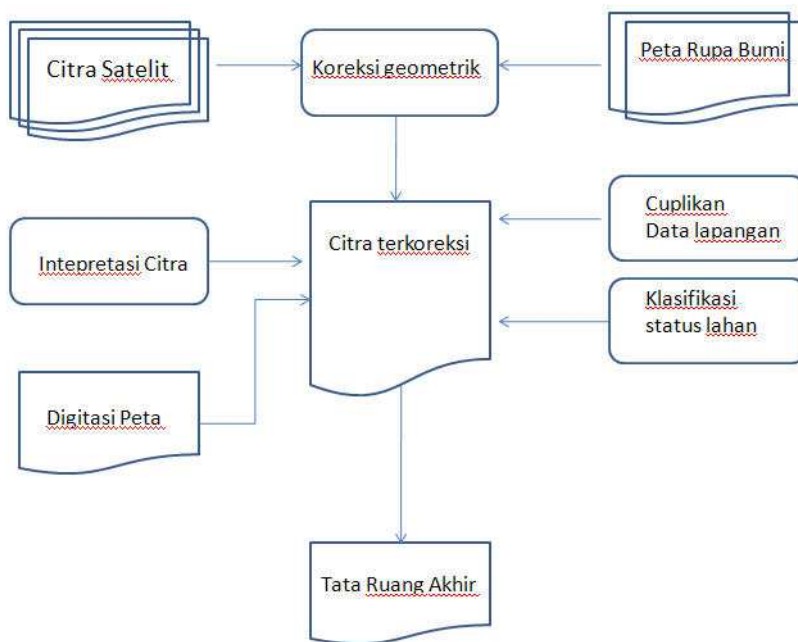 Citra Satelit
Koreksi geometrik
Peta Rupa Bumi
Citra terkoreksi
Cuplikan
Data lapangan
Intepretasi Citra
Klasifikasi
status lahan
Digitasi Peta
Tata Ruang Akhir